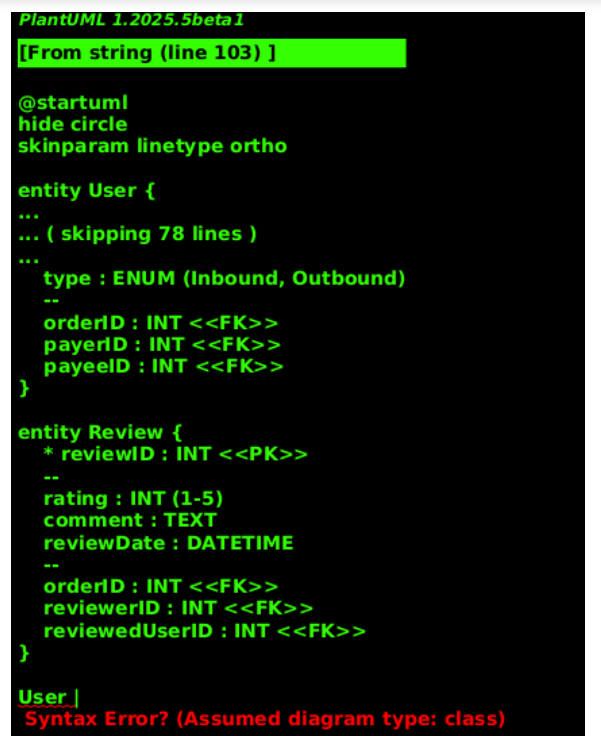 PlantUML 1.2025.5beta1
[From string (line 103) ]
@startuml
hide circle
skinparam linetype ortho
entity User {
...
... ( skipping 78 lines )
...
type : ENUM (Inbound, Outbound)
--
orderID : INT <<FK>>
payerID : INT <<FK>>
payeeID : INT <<FK>>
}
entity Review {
* reviewID : INT <<PK>>
--
rating : INT (1-5)
comment : TEXT
reviewDate : DATETIME
--
orderID : INT <<FK>>
reviewerID : INT <<FK>>
reviewedUserID : INT <<FK>>
}
User |
Syntax Error? (Assumed diagram type: class)